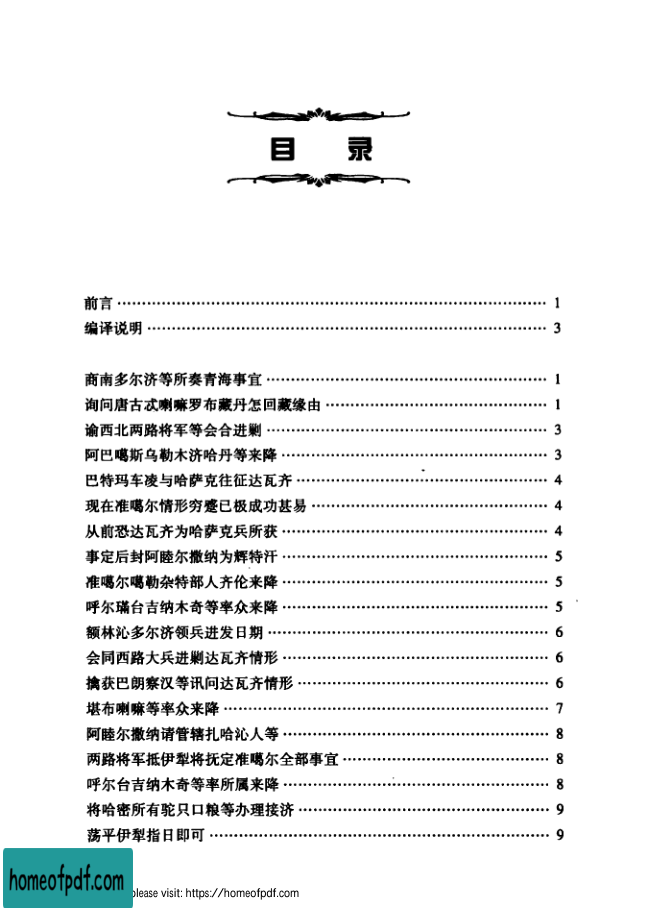 目 录
前言 …… 1
编译说明 …… 3
商南多尔济等所奏青海事宜 …… 1
询问唐古忒喇嘛罗布藏丹怎回藏缘由 …… 1
谕西北两路将军等会合进剿 …… 3
阿巴噶斯乌勒木济哈丹等来降 …… 3
巴特玛车凌与哈萨克往征达瓦齐 …… 4
现在准噶尔情形穷蹙已极成功甚易 …… 4
从前恐达瓦齐为哈萨克兵所获 …… 4
事定后封阿睦尔撒纳为辉特汗 …… 5
准噶尔噶勒杂特部人齐伦来降 …… 5
呼尔璊台吉纳木奇等率众来降 …… 5
额林沁多尔济领兵进发日期 …… 6
会同西路大兵进剿达瓦齐情形 …… 6
擒获巴朗察汉等讯问达瓦齐情形 …… 6
堪布喇嘛等率众来降 …… 7
阿睦尔撒纳请管辖扎哈沁人等 …… 8
两路将军抵伊犁将抚定准噶尔全部事宜 …… 8
呼尔台吉纳木奇等率所属来降 …… 8
将哈密所有驼只口粮等办理接济 …… 9
荡平伊犁指日即可 …… 9
homeofpdf.com
please visit: https://homeofpdf.com